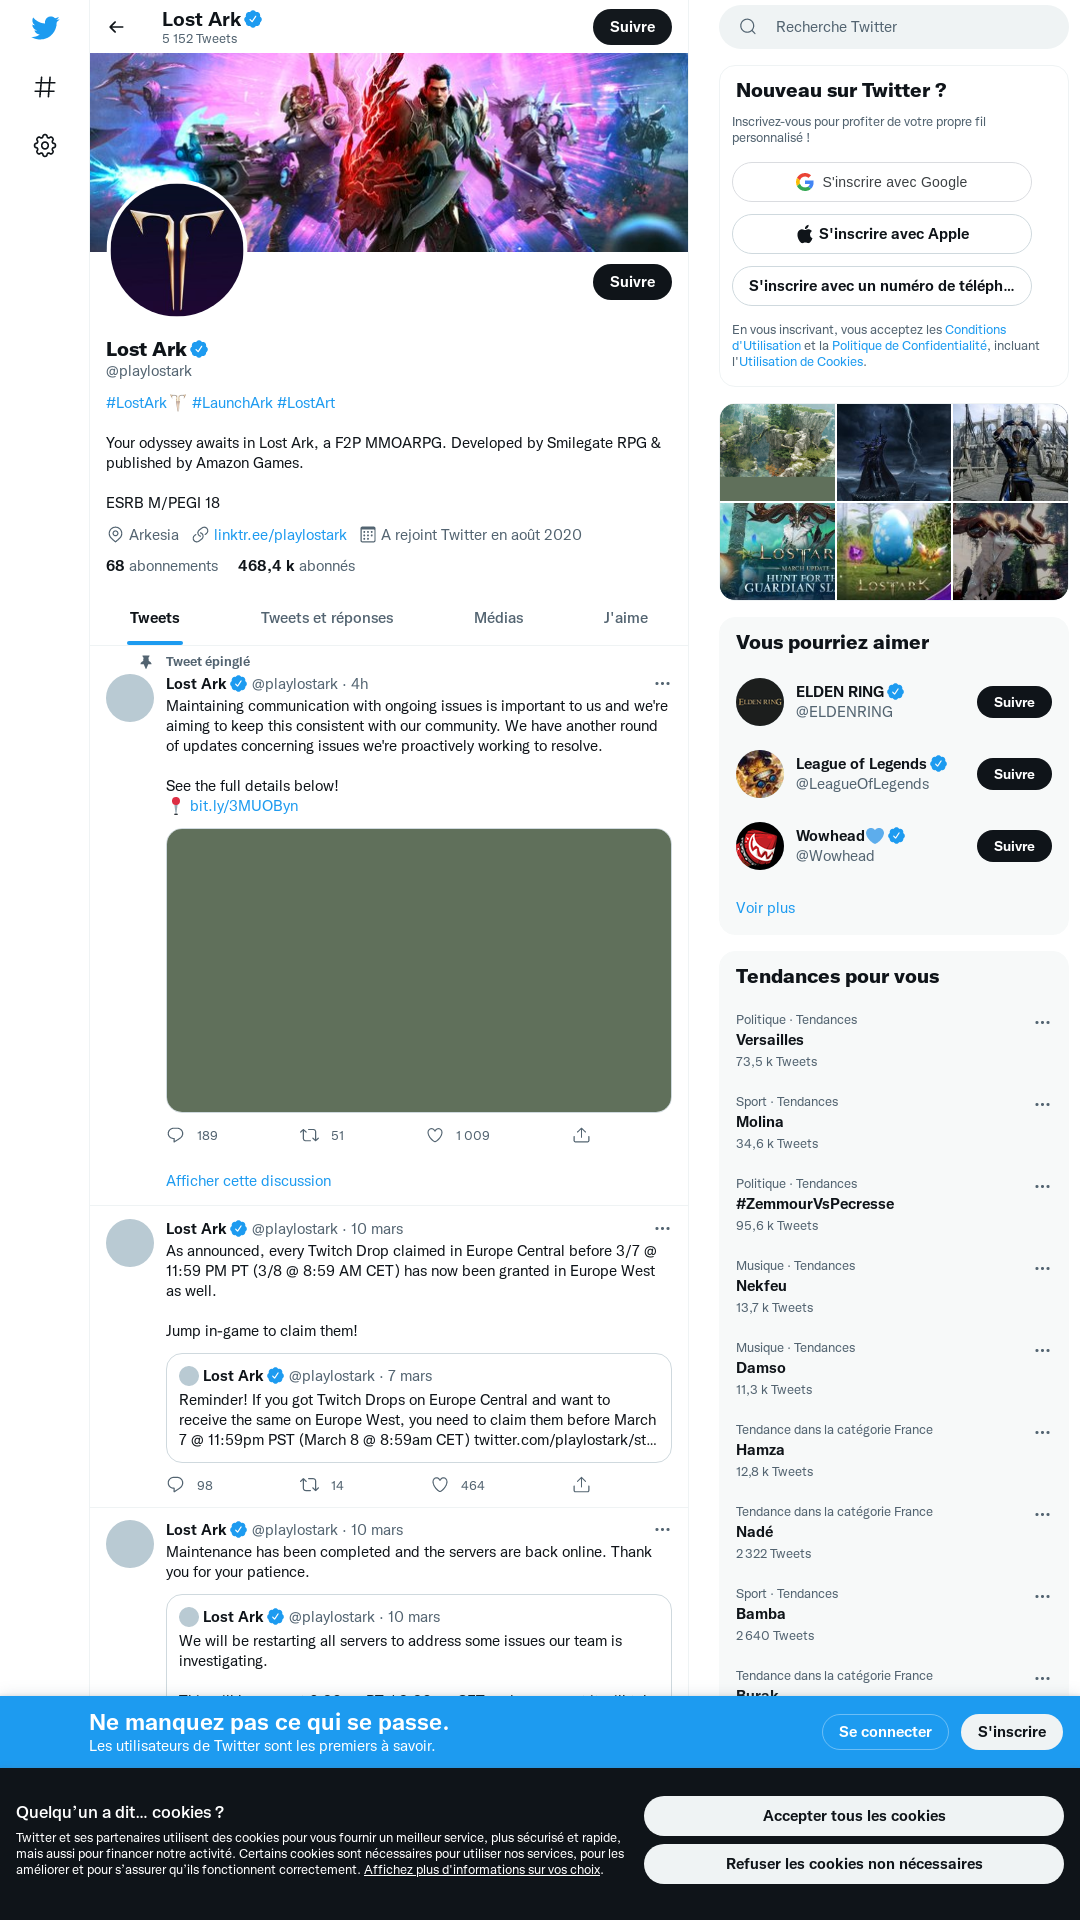 Lost Ark
5 152 Tweets
Suivre
Suivre
Lost Ark
@playlostark
#LostArk #LaunchArk #LostArt
Your odyssey awaits in Lost Ark, a F2P MMOARPG. Developed by Smilegate RPG &
published by Amazon Games.
ESRB M/PEGI 18
Arkesia linktr.ee/playlostark A rejoint Twitter en août 2020
68 abonnements 468,4 k abonnés
Tweets Tweets et réponses Médias J'aime
Tweet épinglé
Lost Ark @playlostark · 4h
Maintaining communication with ongoing issues is important to us and we're
aiming to keep this consistent with our community. We have another round
of updates concerning issues we're proactively working to resolve.
See the full details below!
📍 bit.ly/3MUOByn
189 51 1 009
Afficher cette discussion
Lost Ark @playlostark · 10 mars
As announced, every Twitch Drop claimed in Europe Central before 3/7 @
11:59 PM PT (3/8 @ 8:59 AM CET) has now been granted in Europe West
as well.
Jump in-game to claim them!
Lost Ark @playlostark · 7 mars
Reminder! If you got Twitch Drops on Europe Central and want to
receive the same on Europe West, you need to claim them before March
7 @ 11:59pm PST (March 8 @ 8:59am CET) twitter.com/playlostark/st…
98 14 464
Lost Ark @playlostark · 10 mars
Maintenance has been completed and the servers are back online. Thank
you for your patience.
Lost Ark @playlostark · 10 mars
We will be restarting all servers to address some issues our team is
investigating.
Recherche Twitter
Nouveau sur Twitter ?
Inscrivez-vous pour profiter de votre propre fil
personnalisé !
S'inscrire avec Google
S'inscrire avec Apple
S'inscrire avec un numéro de téléph…
En vous inscrivant, vous acceptez les Conditions
d'Utilisation et la Politique de Confidentialité, incluant
l'Utilisation de Cookies.
LOSTAR
MARCH UPDATE
HUNT FOR TH
GUARDIAN SL
LOSTARK
Vous pourriez aimer
ELDEN RING
ELDEN RING
@ELDENRING
Suivre
League of Legends
@LeagueOfLegends
Suivre
Wowhead💙
@Wowhead
Suivre
Voir plus
Tendances pour vous
Politique · Tendances
Versailles
73,5 k Tweets
Sport · Tendances
Molina
34,6 k Tweets
Politique · Tendances
#ZemmourVsPecresse
95,6 k Tweets
Musique · Tendances
Nekfeu
13,7 k Tweets
Musique · Tendances
Damso
11,3 k Tweets
Tendance dans la catégorie France
Hamza
12,8 k Tweets
Tendance dans la catégorie France
Nadé
2 322 Tweets
Sport · Tendances
Bamba
2 640 Tweets
Tendance dans la catégorie France
Burak
Ne manquez pas ce qui se passe.
Les utilisateurs de Twitter sont les premiers à savoir.
Se connecter
S'inscrire
Quelqu’un a dit… cookies ?
Twitter et ses partenaires utilisent des cookies pour vous fournir un meilleur service, plus sécurisé et rapide,
mais aussi pour financer notre activité. Certains cookies sont nécessaires pour utiliser nos services, pour les
améliorer et pour s’assurer qu’ils fonctionnent correctement. Affichez plus d’informations sur vos choix.
Accepter tous les cookies
Refuser les cookies non nécessaires